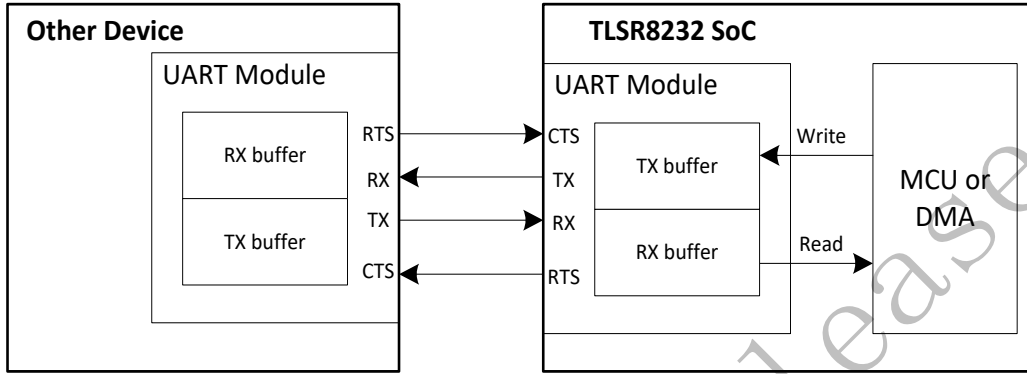 Other Device
UART Module
RX buffer
TX buffer
RTS
RX
TX
CTS
TLSR8232 SoC
UART Module
CTS
TX
RX
RTS
TX buffer
RX buffer
Write
Read
MCU or
DMA
lease